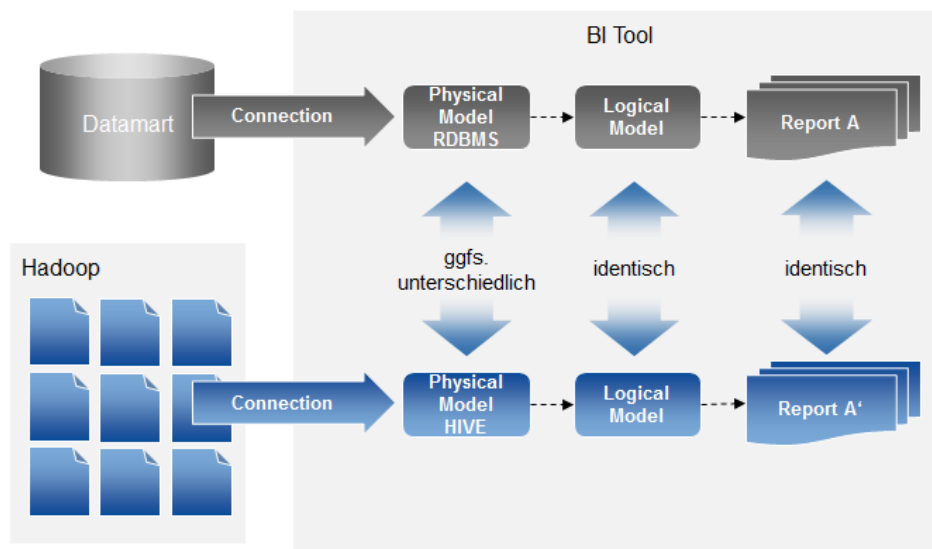 BI Tool
Datamart
Connection
Physical
Model
RDBMS
Logical
Model
Report A
ggfs.
unterschiedlich
identisch
identisch
Hadoop
Connection
Physical
Model
HIVE
Logical
Model
Report A‘